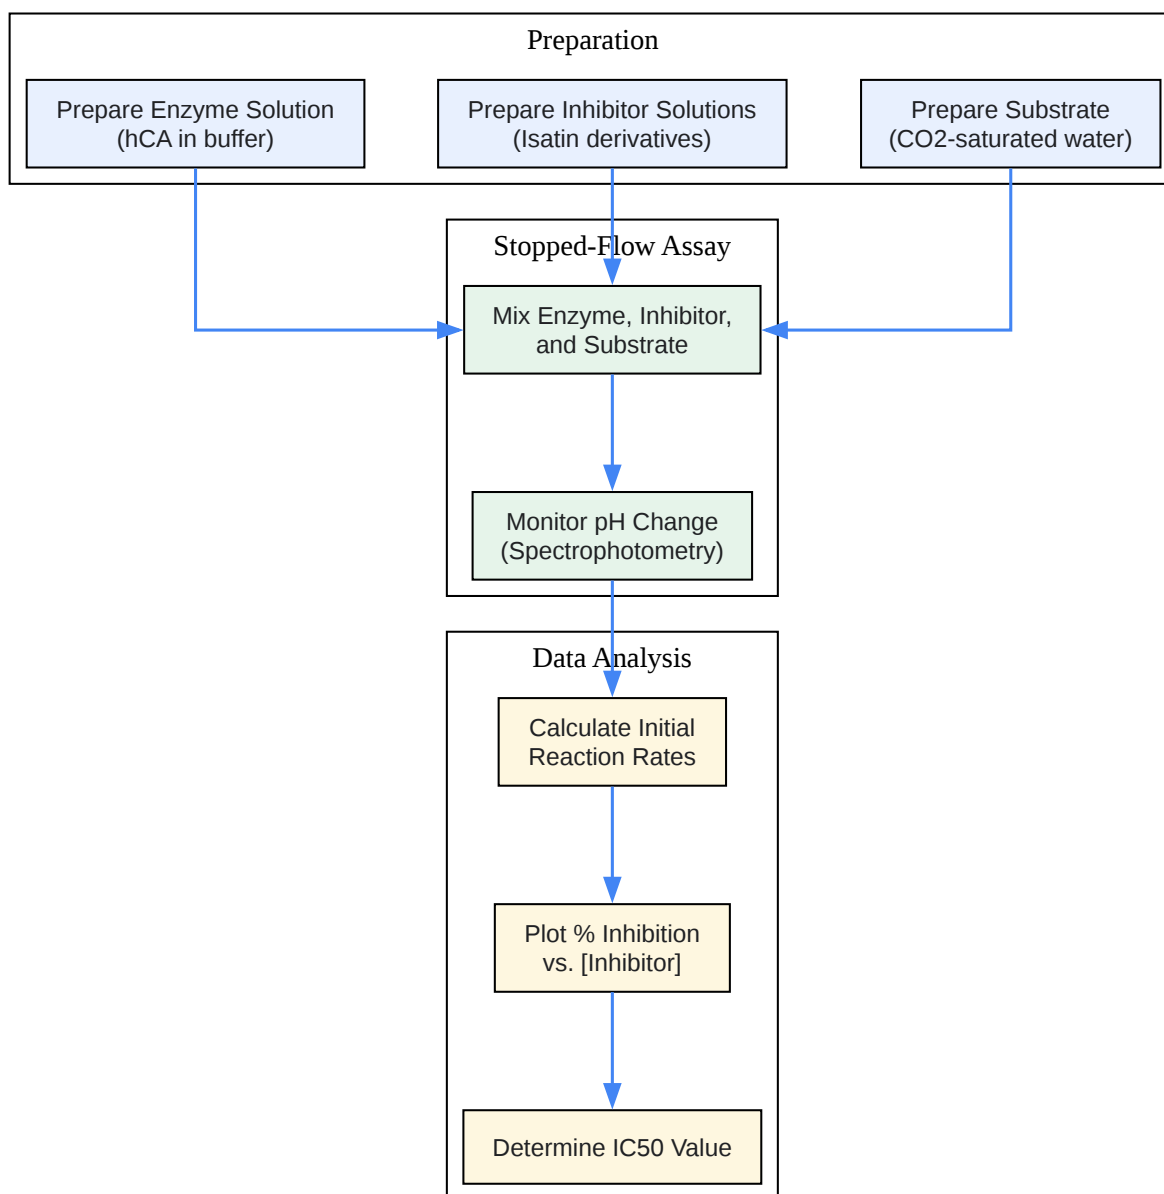 Preparation
Prepare Enzyme Solution
(hCA in buffer)
Prepare Inhibitor Solutions
(Isatin derivatives)
Prepare Substrate
(CO2-saturated water)
Stopped-Flow Assay
Mix Enzyme, Inhibitor,
and Substrate
Monitor pH Change
(Spectrophotometry)
Data Analysis
Calculate Initial
Reaction Rates
Plot % Inhibition
vs. [Inhibitor]
Determine IC50 Value